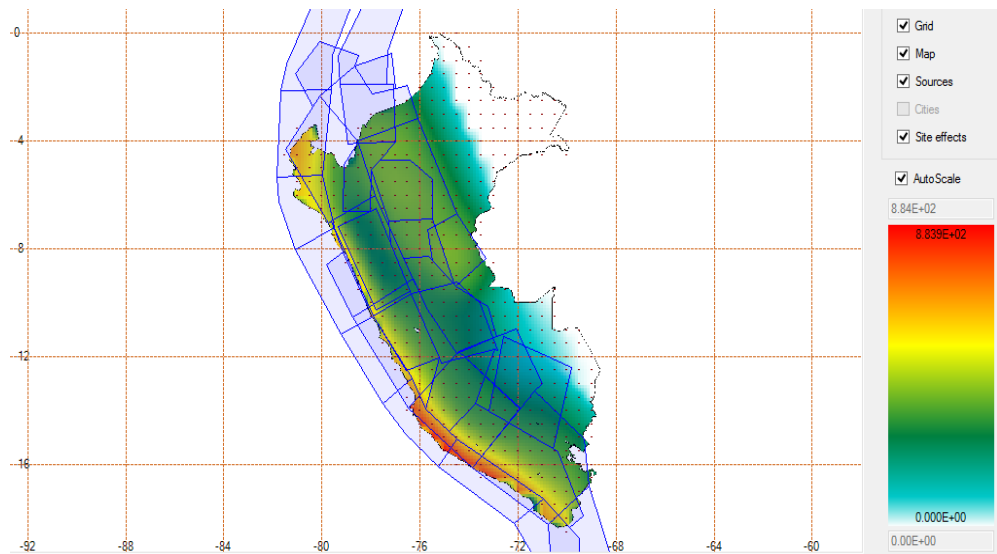 0
-4
-8
-12
-16
-92
-88
-84
-80
-76
-72
-68
-64
-60
Grid
Map
Sources
Cities
Site effects
AutoScale
8.84E+02
8.839E+02
0.000E+00
0.00E+00